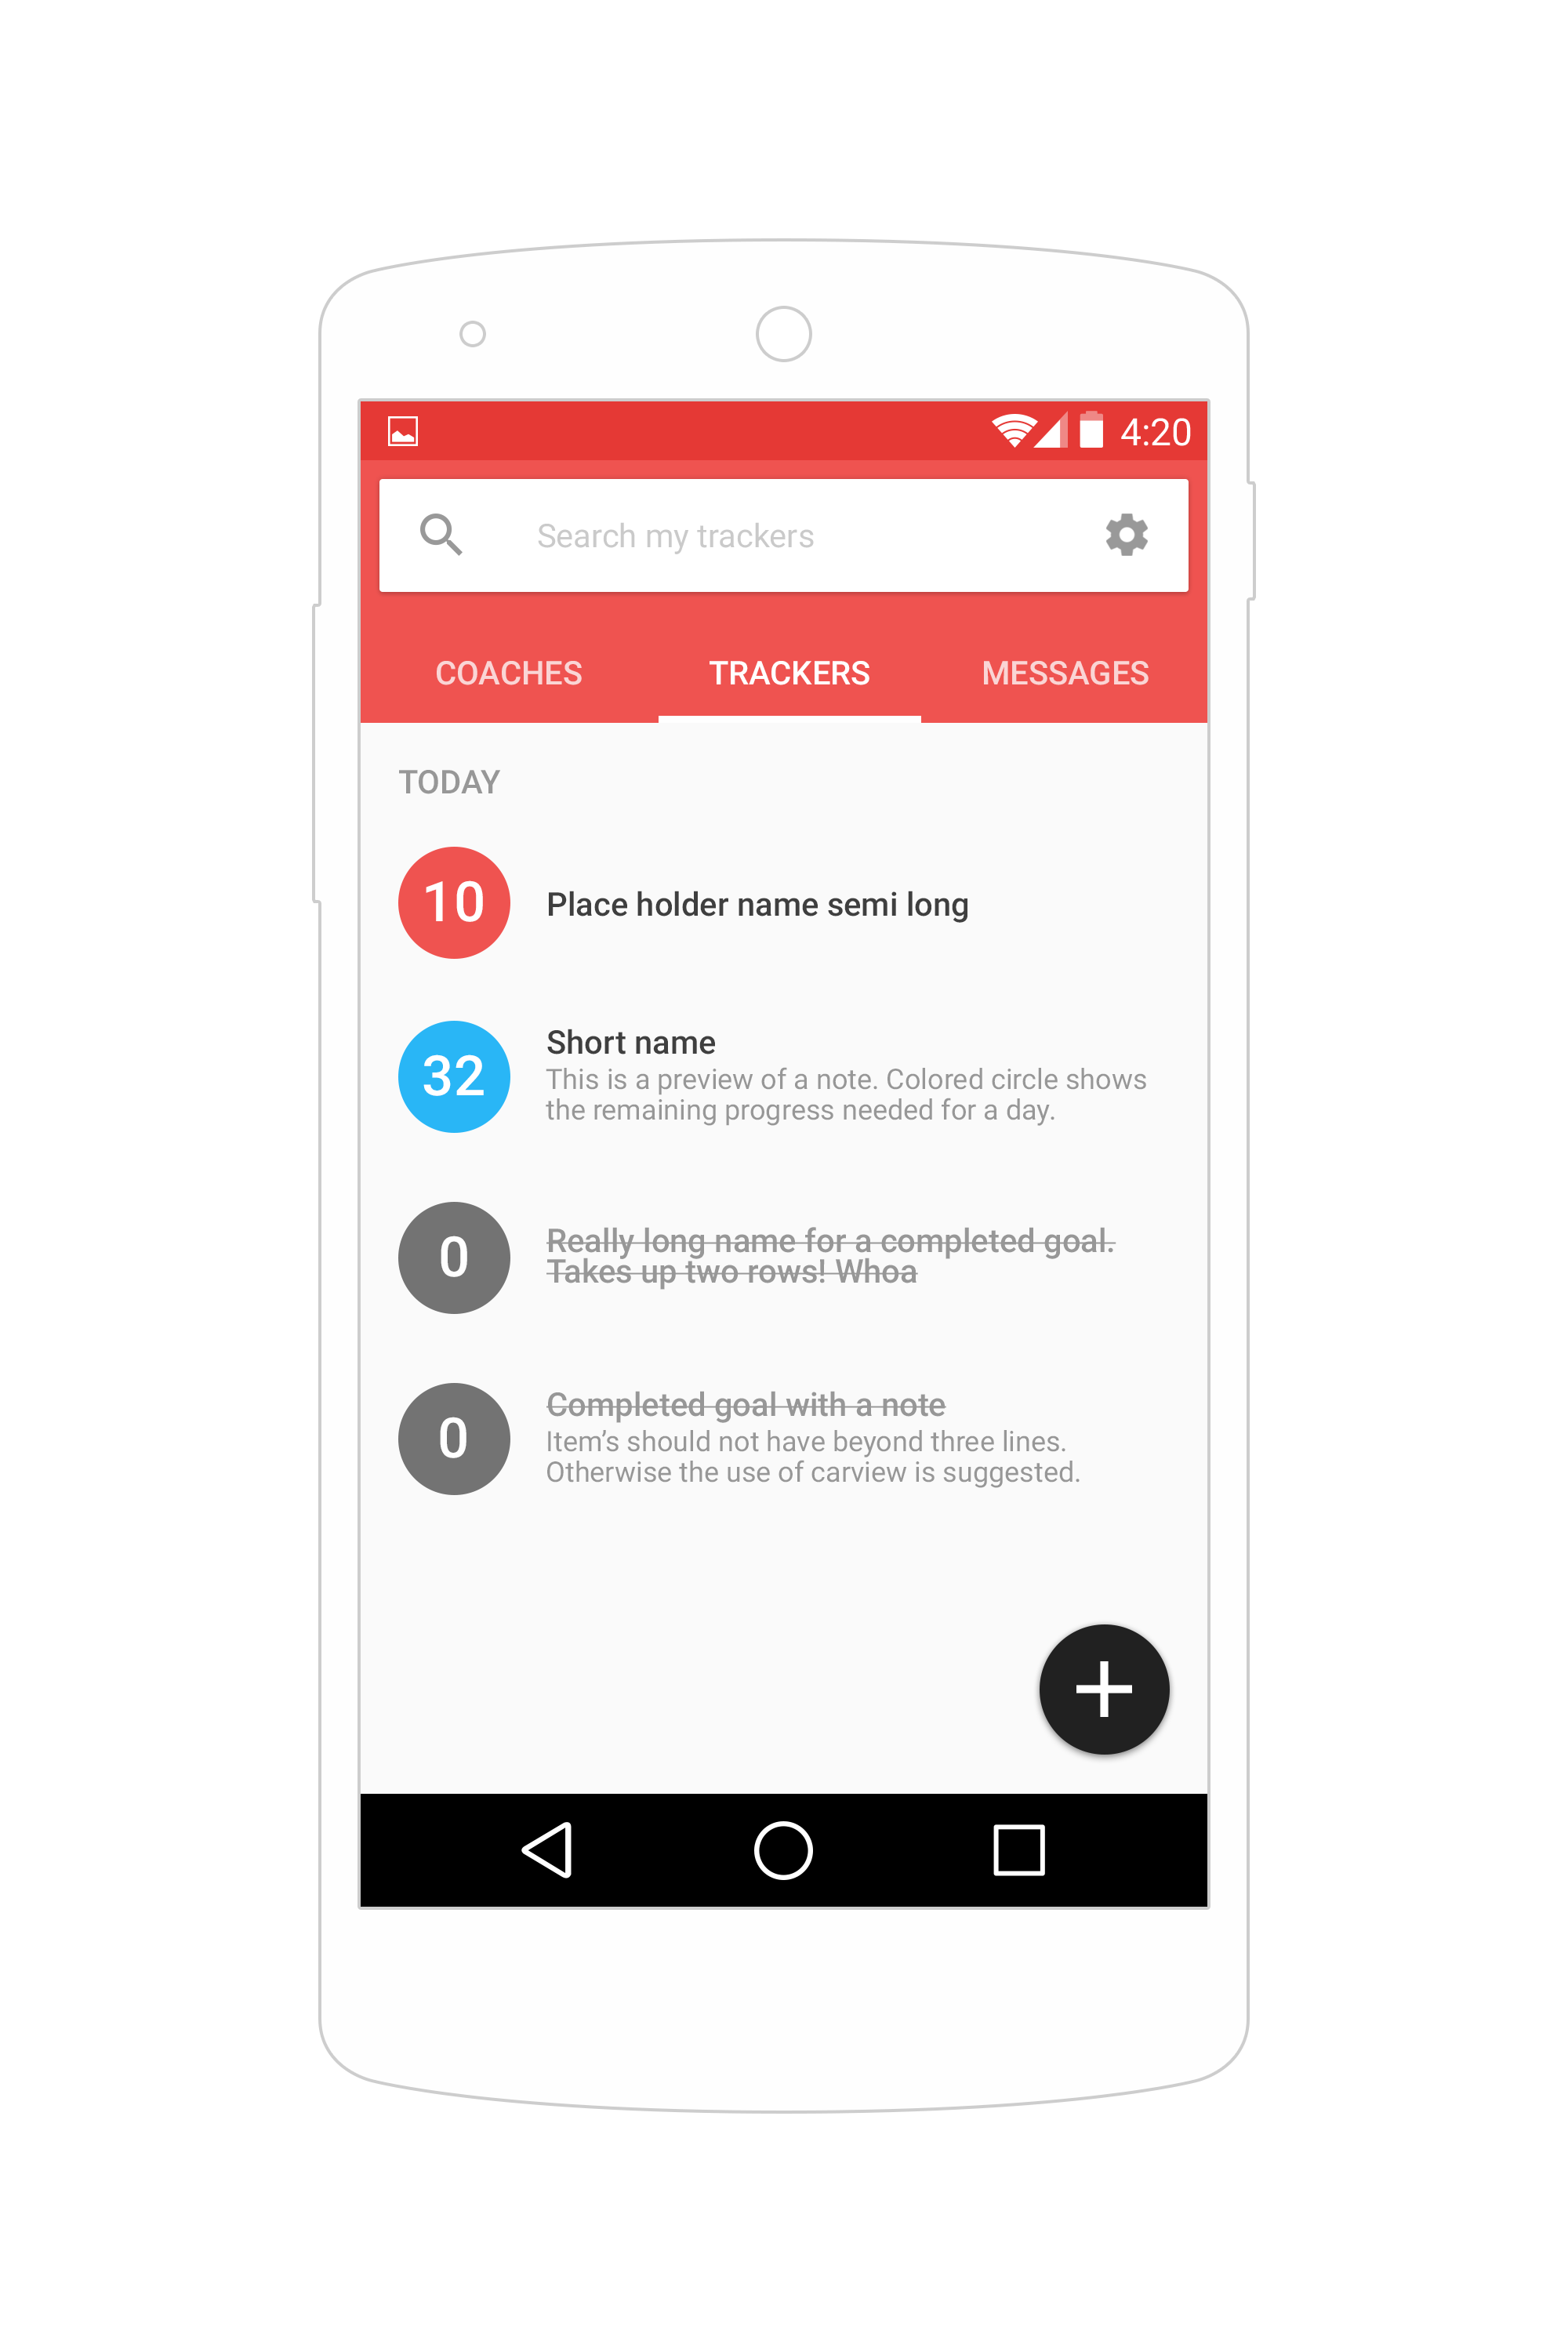 4:20
Search my trackers
COACHES TRACKERS MESSAGES
TODAY
10
Place holder name semi long
32
Short name
This is a preview of a note. Colored circle shows
the remaining progress needed for a day.
0
Really long name for a completed goal.
Takes up two rows! Whoa
0
Completed goal with a note
Item’s should not have beyond three lines.
Otherwise the use of carview is suggested.